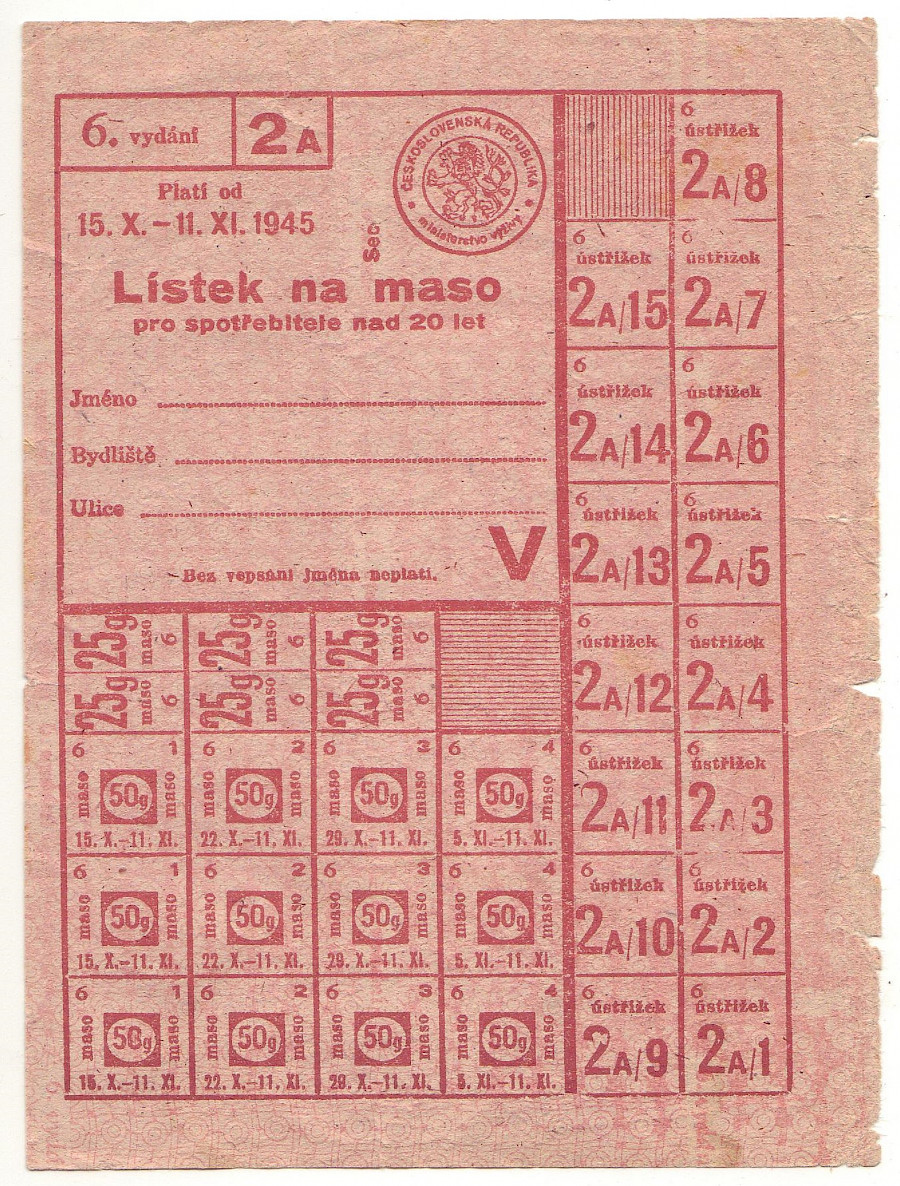 6. vydání 2A
Platí od
15. X. – 11. XI. 1945
ČESKOSLOVENSKÁ REPUBLIKA
ministerstvo výživy
Sec
Lístek na maso
pro spotřebitele nad 20 let
Jméno
Bydliště
Ulice
V
Bez vepsání jména neplatí.
25g maso 6
25g maso 6
25g maso 6
25g maso 6
25g maso 6
25g maso 6
6 1
maso 50g maso
15. X.–11. XI.
6 2
maso 50g maso
22. X.–11. XI.
6 3
maso 50g maso
29. X.–11. XI.
6 4
maso 50g maso
5. XI.–11. XI.
6 1
maso 50g maso
15. X.–11. XI.
6 2
maso 50g maso
22. X.–11. XI.
6 3
maso 50g maso
29. X.–11. XI.
6 4
maso 50g maso
5. XI.–11. XI.
6 1
maso 50g maso
15. X.–11. XI.
6 2
maso 50g maso
22. X.–11. XI.
6 3
maso 50g maso
29. X.–11. XI.
6 4
maso 50g maso
5. XI.–11. XI.
6
ústřižek
2A/8
6
ústřižek
2A/15
6
ústřižek
2A/7
6
ústřižek
2A/14
6
ústřižek
2A/6
6
ústřižek
2A/13
6
ústřižek
2A/5
6
ústřižek
2A/12
6
ústřižek
2A/4
6
ústřižek
2A/11
6
ústřižek
2A/3
6
ústřižek
2A/10
6
ústřižek
2A/2
6
ústřižek
2A/9
6
ústřižek
2A/1